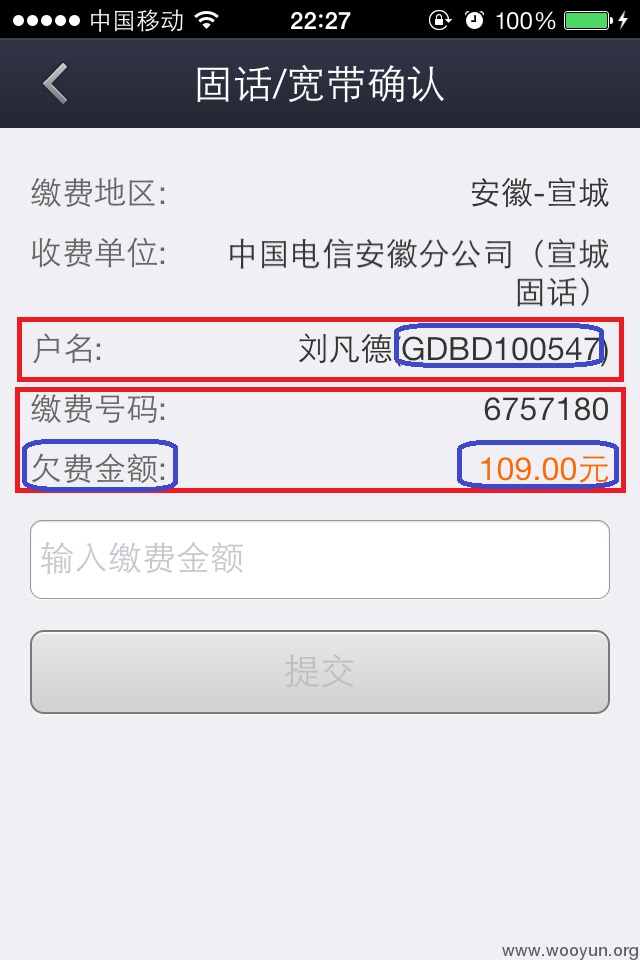 中国移动 22:27 100%
固话/宽带确认
缴费地区: 安徽-宣城
收费单位: 中国电信安徽分公司（宣城
固话）
户名: 刘凡德(GDBD100547)
缴费号码: 6757180
欠费金额: 109.00元
输入缴费金额
提交
www.wooyun.org